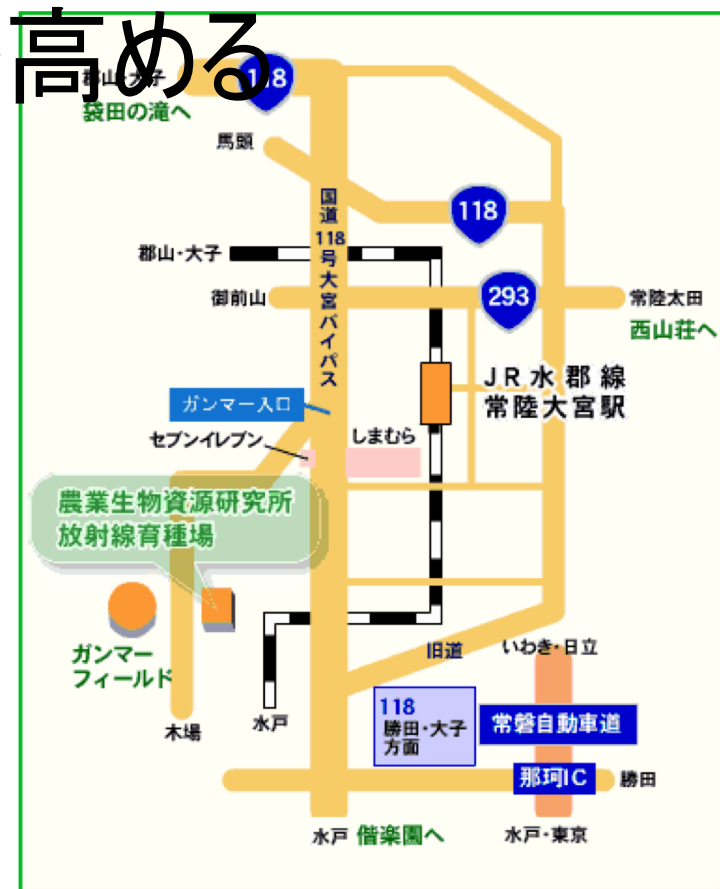 高める
郡山・大子
118
袋田の滝へ
馬頭
国道118号大宮バイパス
118
郡山・大子
御前山
293
常陸太田
西山荘へ
JR水郡線
常陸大宮駅
ガンマー入口
セブンイレブン
しまむら
農業生物資源研究所
放射線育種場
ガンマー
フィールド
旧道
いわき・日立
木場
水戸
118
勝田・大子
方面
常磐自動車道
那珂IC
勝田
水戸
偕楽園へ
水戸・東京